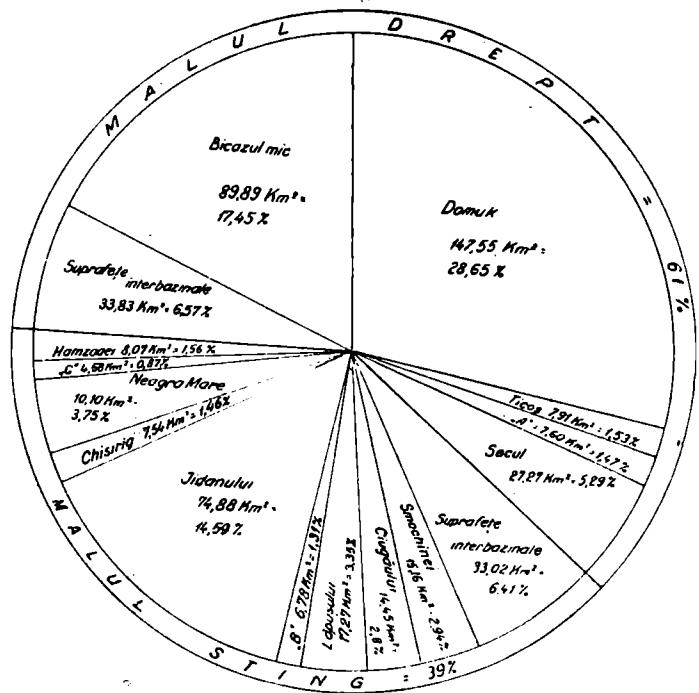 MALUL DREPT = 61%
Bicazul mic
89,89 Km² =
17,45 %
Domuk
147,55 Km² =
28,65 %
Suprafețe
interbazinale
33,83 Km² = 6,57 %
Hamzoaei 8,07 Km² = 1,56 %
„C" 4,68 Km² = 0,87%
Neagra Mare
10,10 Km² =
3,75 %
Chisirig 7,54 Km² = 1,46%
Jidanului
74,88 Km² =
14,59 %
„B" 6,78 Km² = 1,31%
Lapusului
17,27 Km² = 3,35%
Ciugăului
14,45 Km² =
2,8 %
Smochinei
15,16 Km² = 2,94%
Suprafețe
interbazinale
33,02 Km² =
6,41 %
Secul
27,27 Km² = 5,29 %
„A" = 7,60 Km² = 1,47 %
Ticoș 7,91 Km² = 1,53%
MALUL STING = 39%